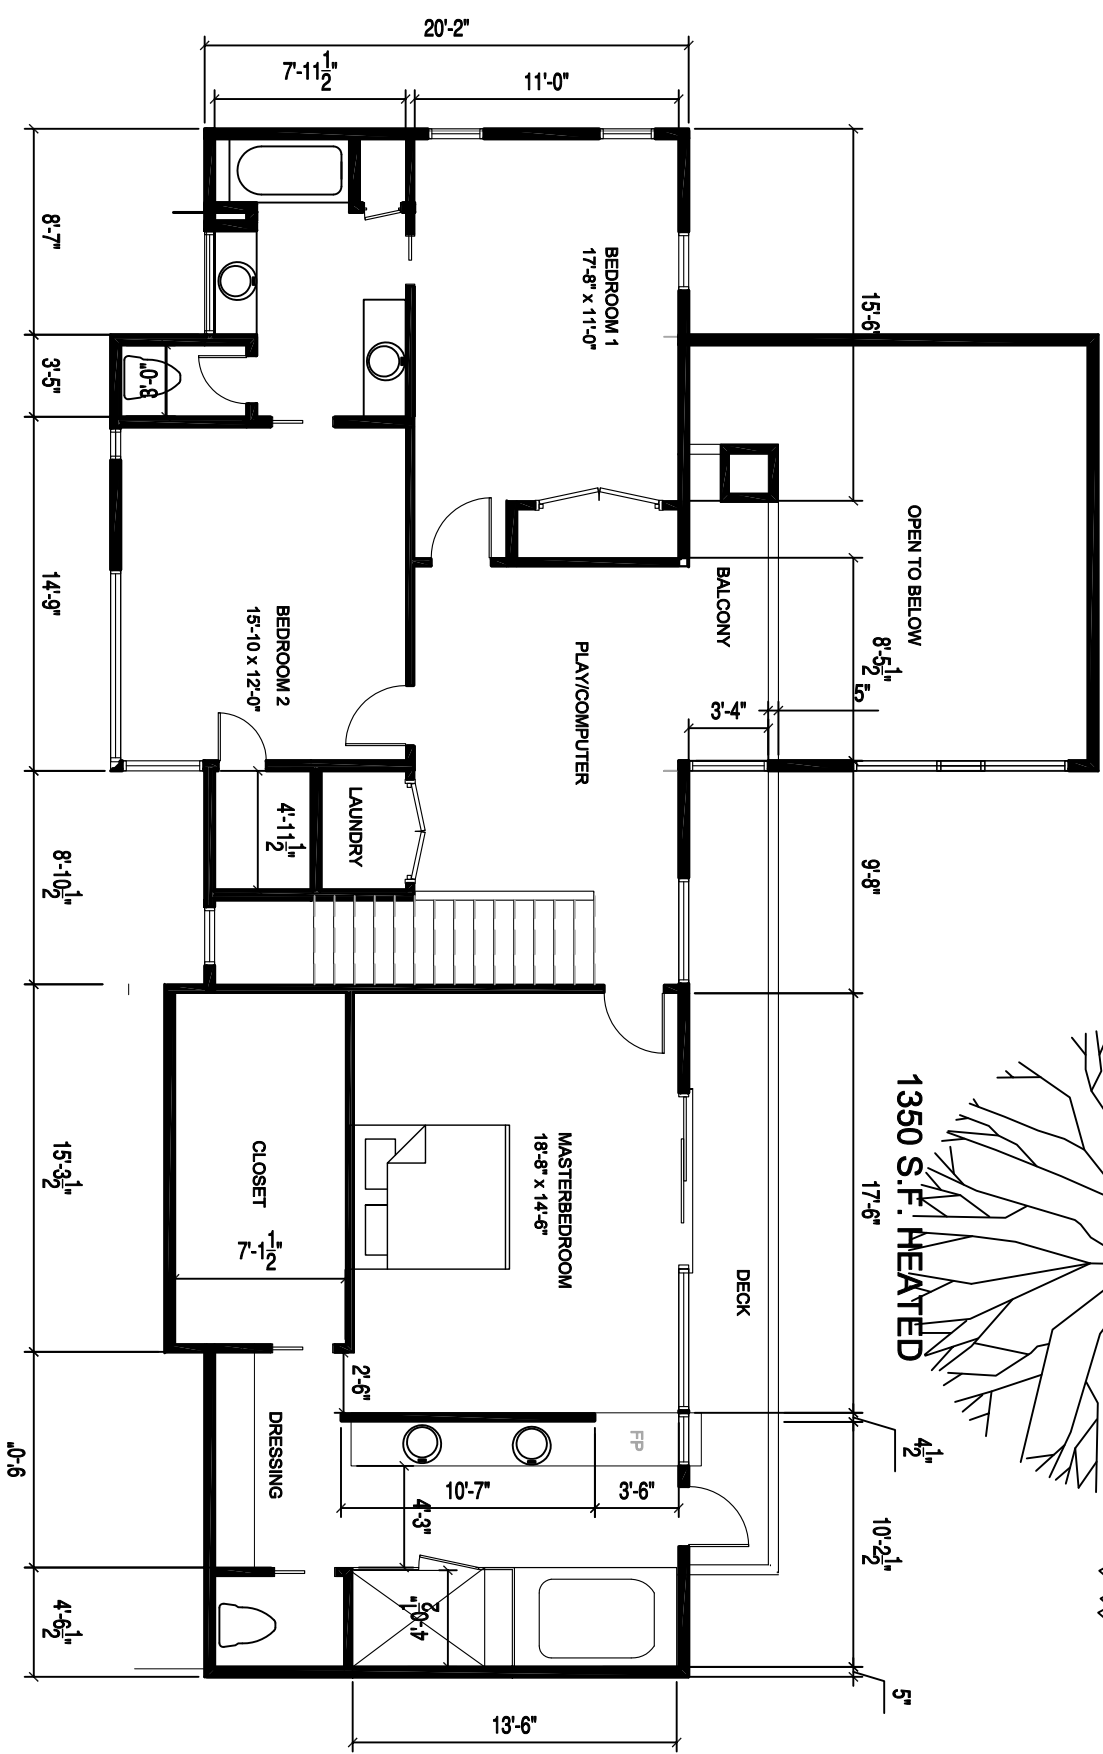 20'-2"
7'-11 1/2"
11'-0"
8'-7"
3'-5"
14'-9"
8'-10 1/2"
15'-3 1/2"
9'-0"
4'-6 1/2"
15'-6"
8'-5 1/2"
5"
3'-4"
9'-8"
17'-6"
4 1/2"
10'-2 1/2"
5"
13'-6"
BEDROOM 1
17'-8" x 11'-0"
3'-0"
OPEN TO BELOW
BALCONY
PLAY/COMPUTER
BEDROOM 2
15'-10 x 12'-0"
4'-11 1/2"
LAUNDRY
1350 S.F. HEATED
MASTERBEDROOM
18'-8" x 14'-6"
CLOSET
7'-1 1/2"
DECK
2'-6"
DRESSING
FP
10'-7"
3'-6"
4'-3"
4'-0 1/2"